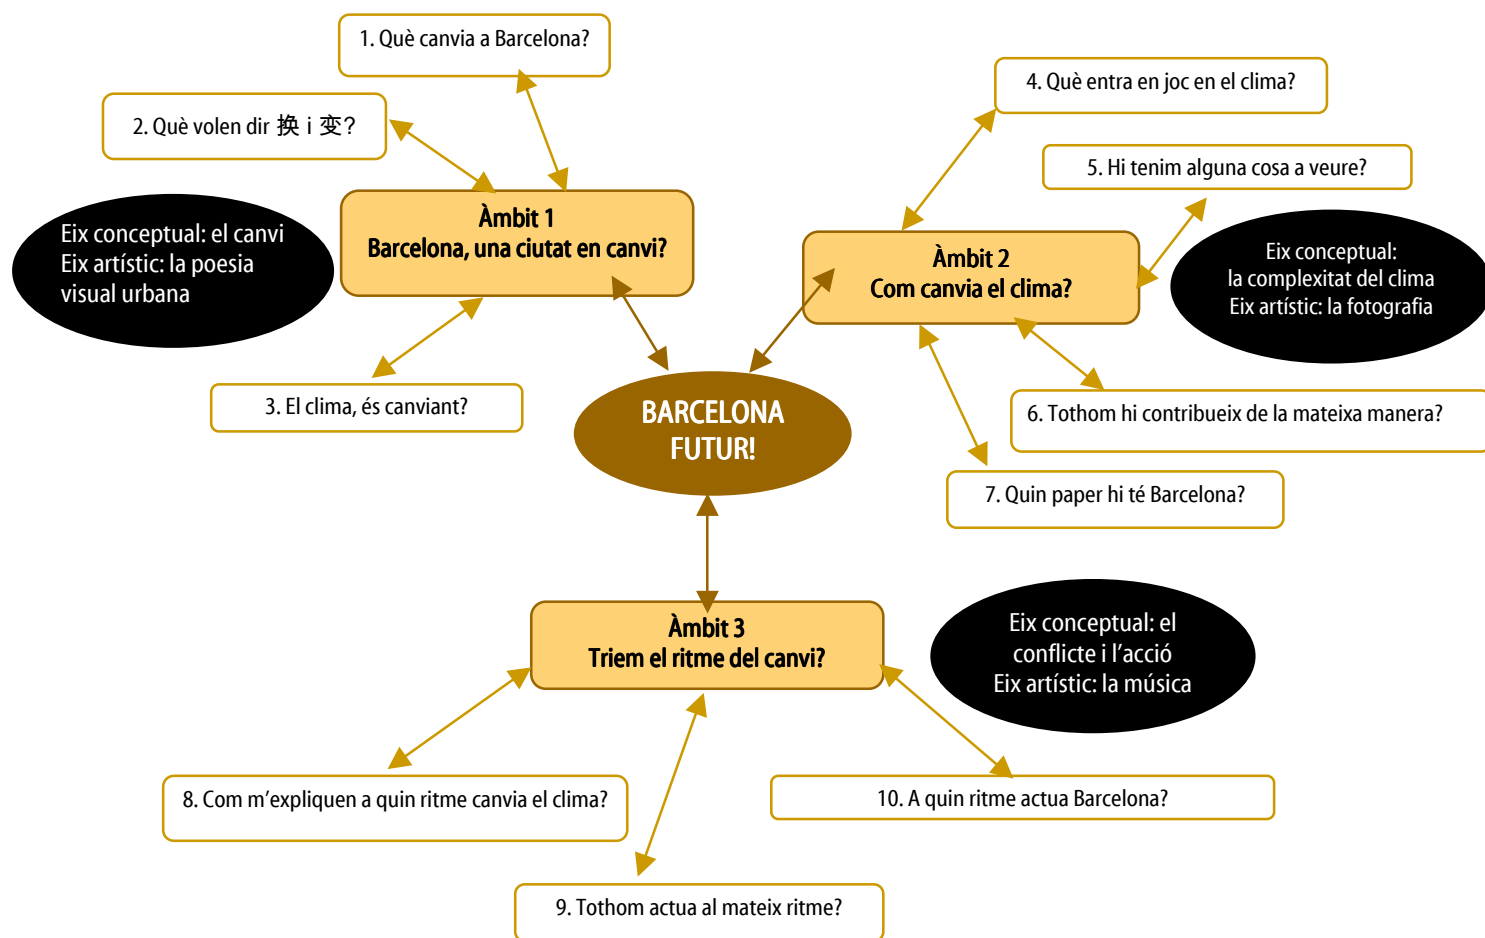 1. Què canvia a Barcelona?
2. Què volen dir 换 i 变?
Àmbit 1
Barcelona, una ciutat en canvi?
Eix conceptual: el canvi
Eix artístic: la poesia
visual urbana
3. El clima, és canviant?
4. Què entra en joc en el clima?
5. Hi tenim alguna cosa a veure?
Àmbit 2
Com canvia el clima?
Eix conceptual:
la complexitat del clima
Eix artístic: la fotografia
6. Tothom hi contribueix de la mateixa manera?
7. Quin paper hi té Barcelona?
BARCELONA
FUTUR!
Àmbit 3
Triem el ritme del canvi?
Eix conceptual: el
conflicte i l’acció
Eix artístic: la música
8. Com m’expliquen a quin ritme canvia el clima?
9. Tothom actua al mateix ritme?
10. A quin ritme actua Barcelona?